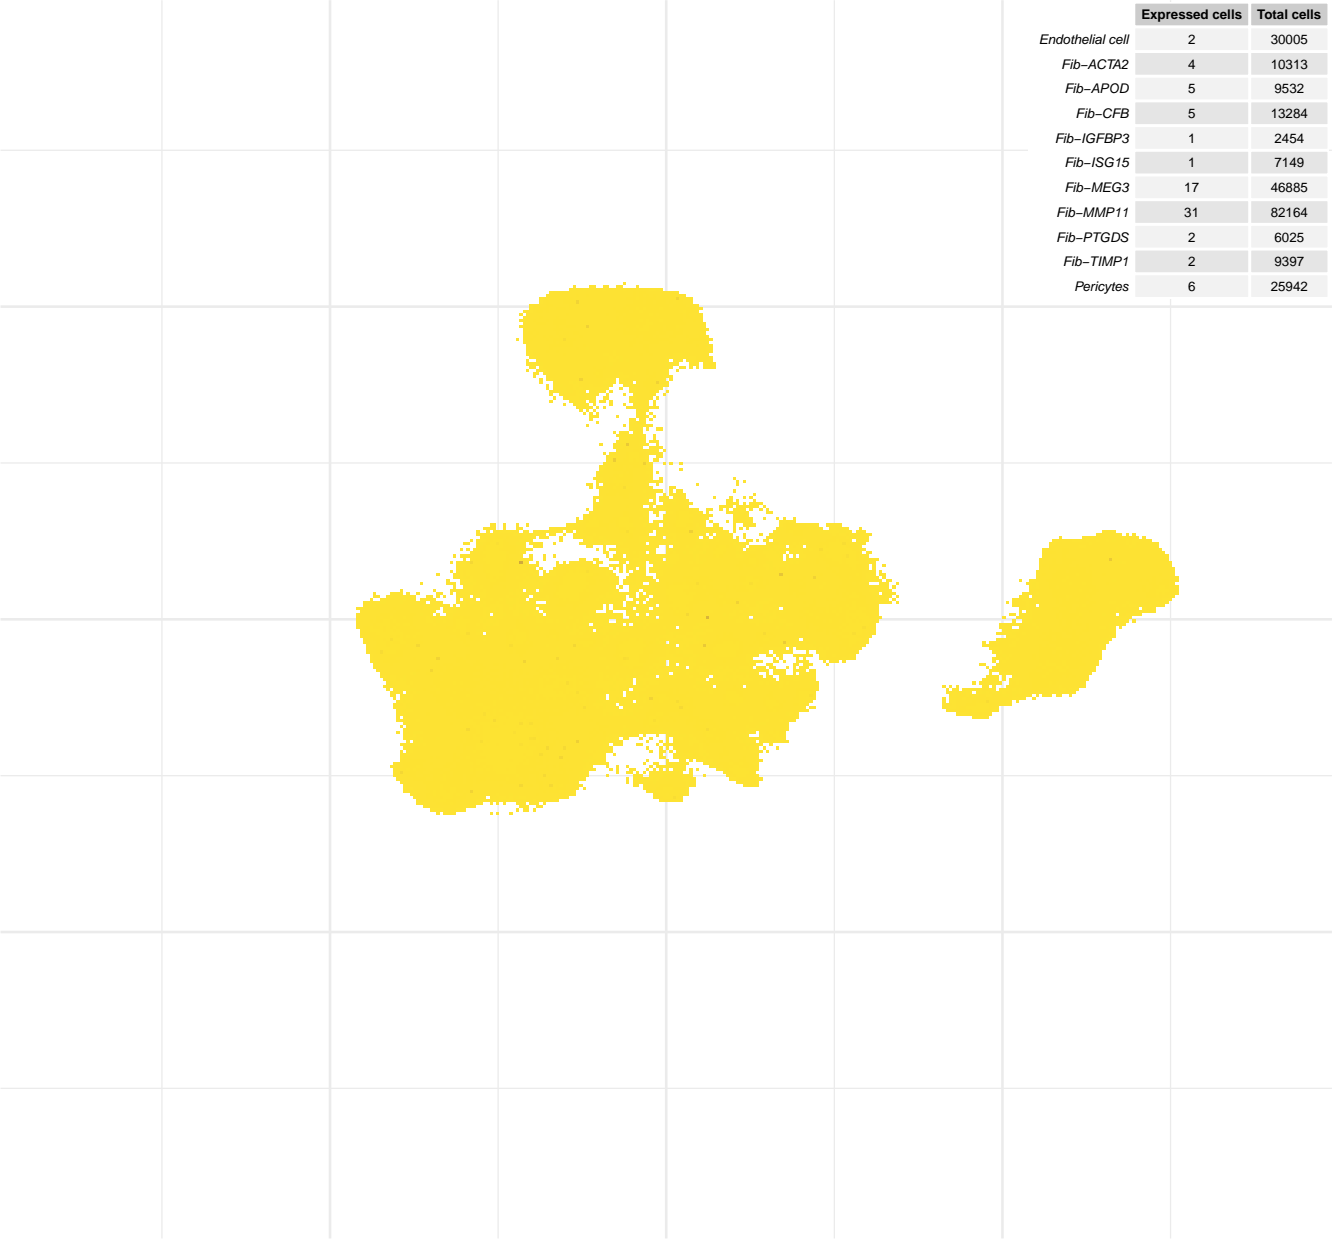 Expressed cells Total cells
Endothelial cell 2 30005
Fib−ACTA2 4 10313
Fib−APOD 5 9532
Fib−CFB 5 13284
Fib−IGFBP3 1 2454
Fib−ISG15 1 7149
Fib−MEG3 17 46885
Fib−MMP11 31 82164
Fib−PTGDS 2 6025
Fib−TIMP1 2 9397
Pericytes 6 25942